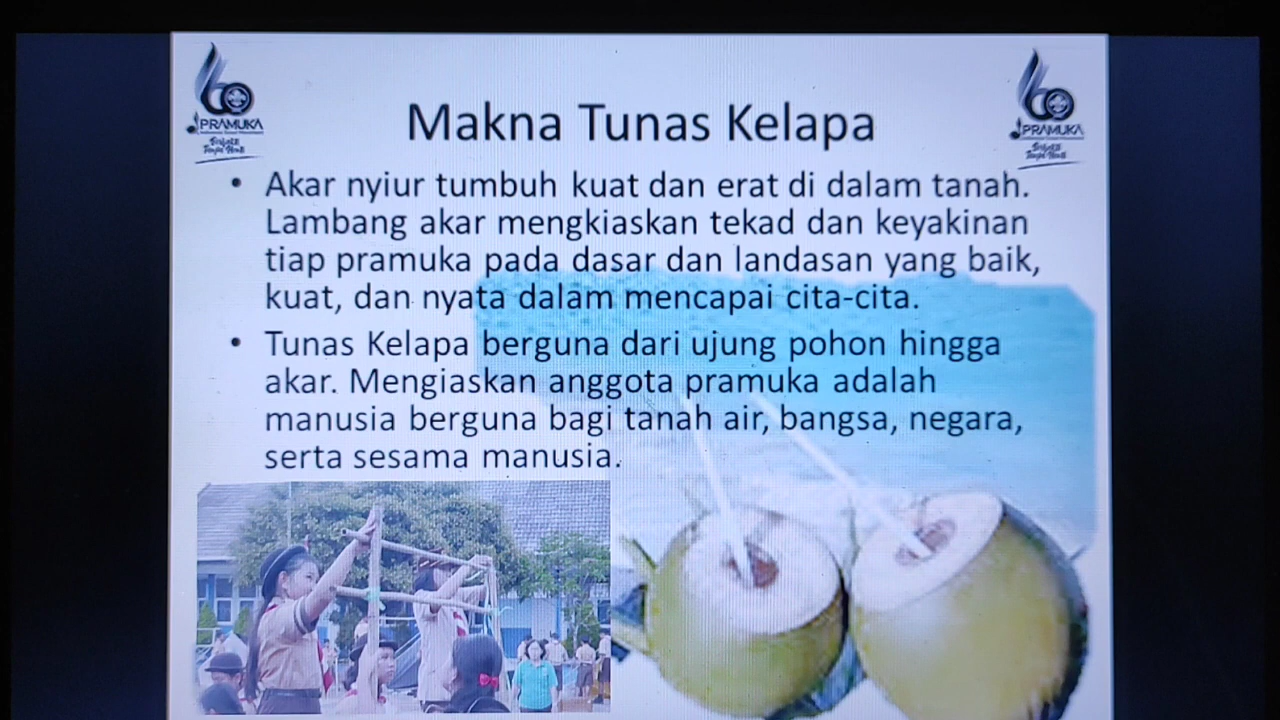 60
PRAMUKA
60
PRAMUKA
Makna Tunas Kelapa
• Akar nyiur tumbuh kuat dan erat di dalam tanah.
Lambang akar mengkiaskan tekad dan keyakinan
tiap pramuka pada dasar dan landasan yang baik,
kuat, dan nyata dalam mencapai cita-cita.
• Tunas Kelapa berguna dari ujung pohon hingga
akar. Mengiaskan anggota pramuka adalah
manusia berguna bagi tanah air, bangsa, negara,
serta sesama manusia.